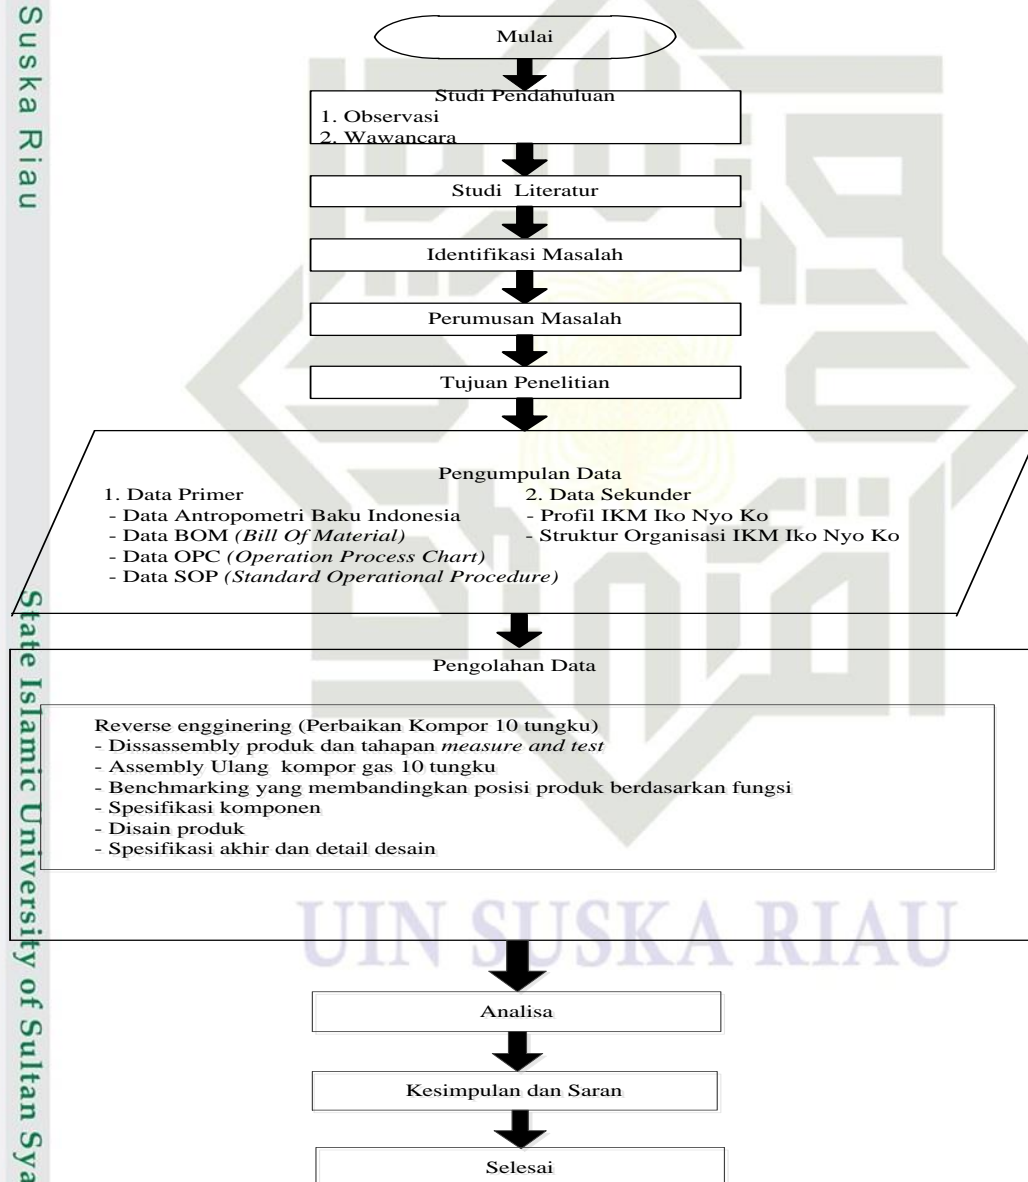 Suska Riau
State Islamic University of Sultan Sya
Mulai
Studi Pendahuluan
1. Observasi
2. Wawancara
Studi Literatur
Identifikasi Masalah
Perumusan Masalah
Tujuan Penelitian
Pengumpulan Data
1. Data Primer
- Data Antropometri Baku Indonesia
- Data BOM (Bill Of Material)
- Data OPC (Operation Process Chart)
- Data SOP (Standard Operational Procedure)
2. Data Sekunder
- Profil IKM Iko Nyo Ko
- Struktur Organisasi IKM Iko Nyo Ko
Pengolahan Data
Reverse engginering (Perbaikan Kompor 10 tungku)
- Dissassembly produk dan tahapan measure and test
- Assembly Ulang kompor gas 10 tungku
- Benchmarking yang membandingkan posisi produk berdasarkan fungsi
- Spesifikasi komponen
- Disain produk
- Spesifikasi akhir dan detail desain
UIN SUSKA RIAU
Analisa
Kesimpulan dan Saran
Selesai